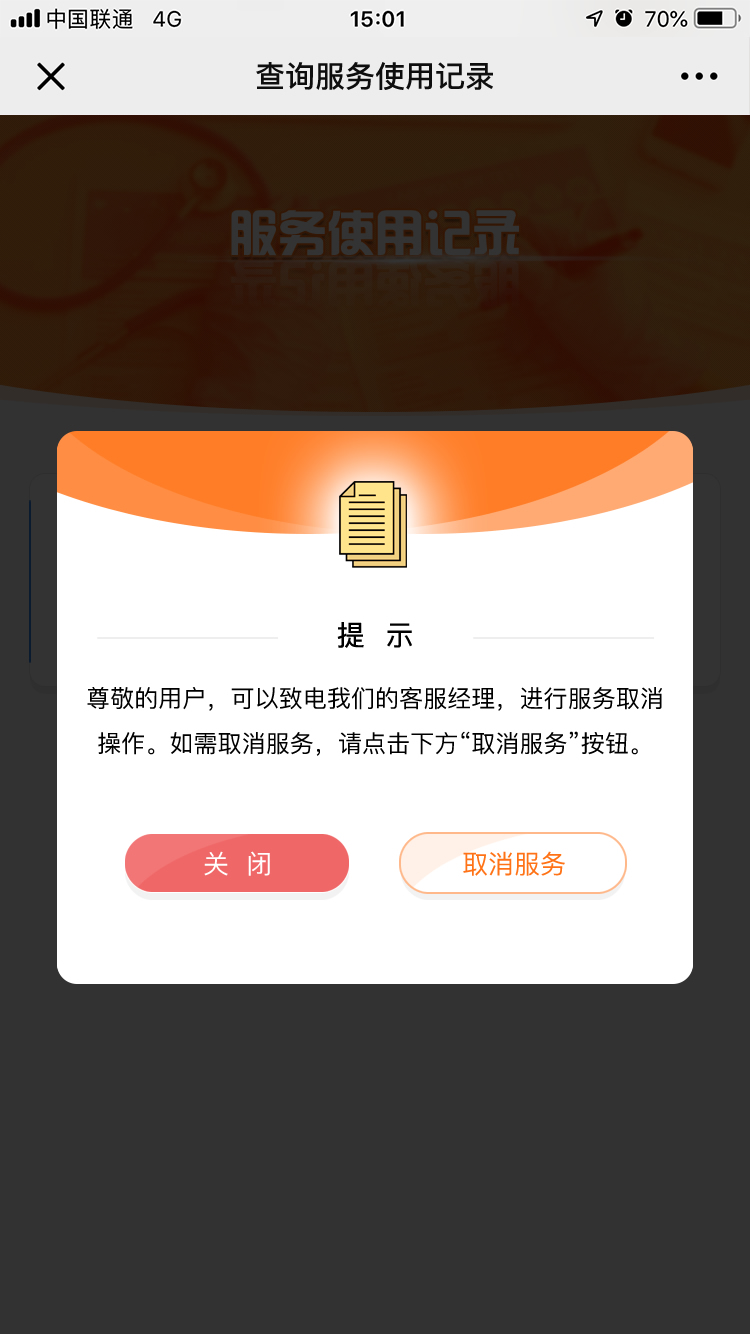 中国联通 4G 15:01 70%
查询服务使用记录
服务使用记录
提 示
尊敬的用户，可以致电我们的客服经理，进行服务取消
操作。如需取消服务，请点击下方“取消服务”按钮。
关 闭 取消服务